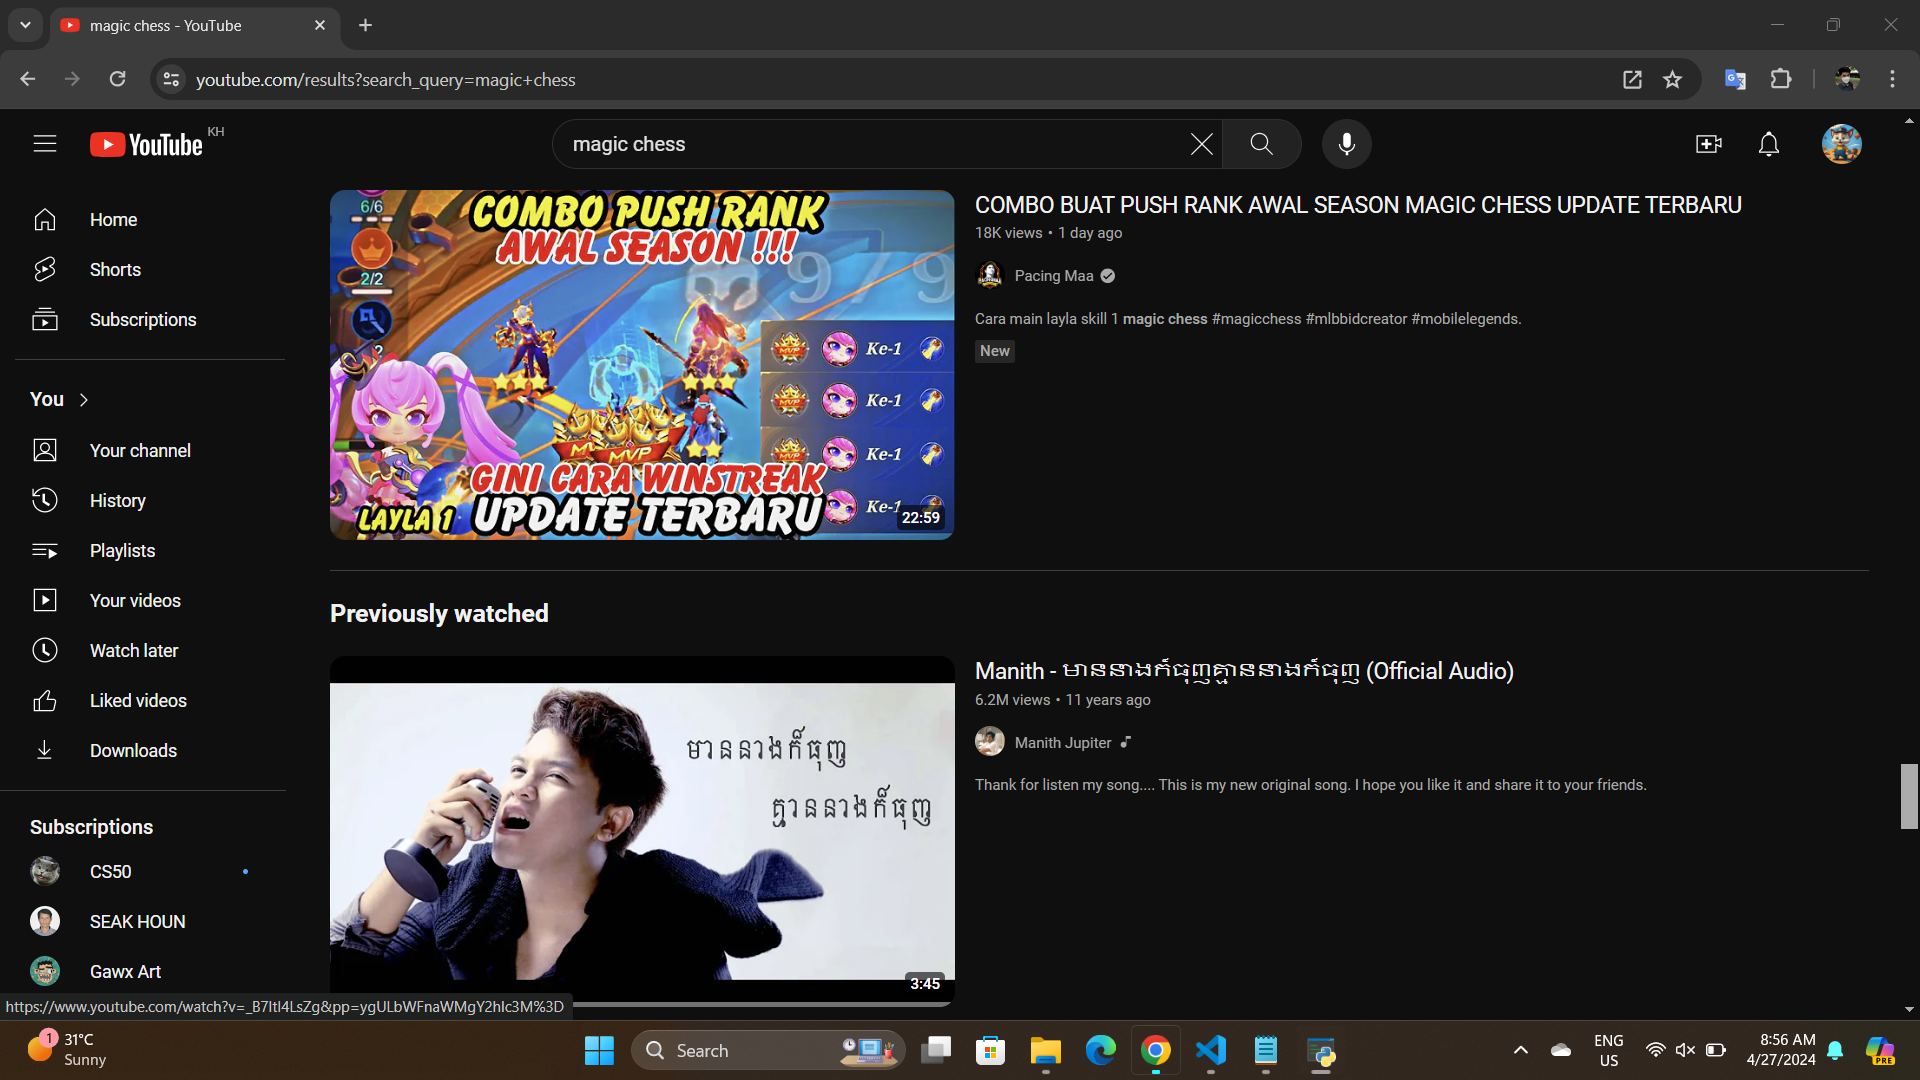 magic chess - YouTube
youtube.com/results?search_query=magic+chess
YouTube KH
magic chess
Home
Shorts
Subscriptions
You
Your channel
History
Playlists
Your videos
Watch later
Liked videos
Downloads
Subscriptions
CS50
SEAK HOUN
Gawx Art
https://www.youtube.com/watch?v=_B7ItI4LsZg&pp=ygULbWFnaWMgY2hlc3M%3D
6/6
2/2
COMBO PUSH RANK
AWAL SEASON !!!
979
MVP Ke-1
MVP Ke-1
MVP Ke-1
Ke-1
MVP
GINI CARA WINSTREAK
LAYLA 1 UPDATE TERBARU
22:59
COMBO BUAT PUSH RANK AWAL SEASON MAGIC CHESS UPDATE TERBARU
18K views • 1 day ago
Pacing Maa
Cara main layla skill 1 magic chess #magicchess #mlbbidcreator #mobilelegends.
New
Previously watched
មាននាងក៏ធុញ
គ្មាននាងក៏ធុញ
3:45
Manith - មាននាងក៏ធុញគ្មាននាងក៏ធុញ (Official Audio)
6.2M views • 11 years ago
Manith Jupiter
Thank for listen my song.... This is my new original song. I hope you like it and share it to your friends.
1
31°C
Sunny
Search
ENG
US
8:56 AM
4/27/2024
PRE